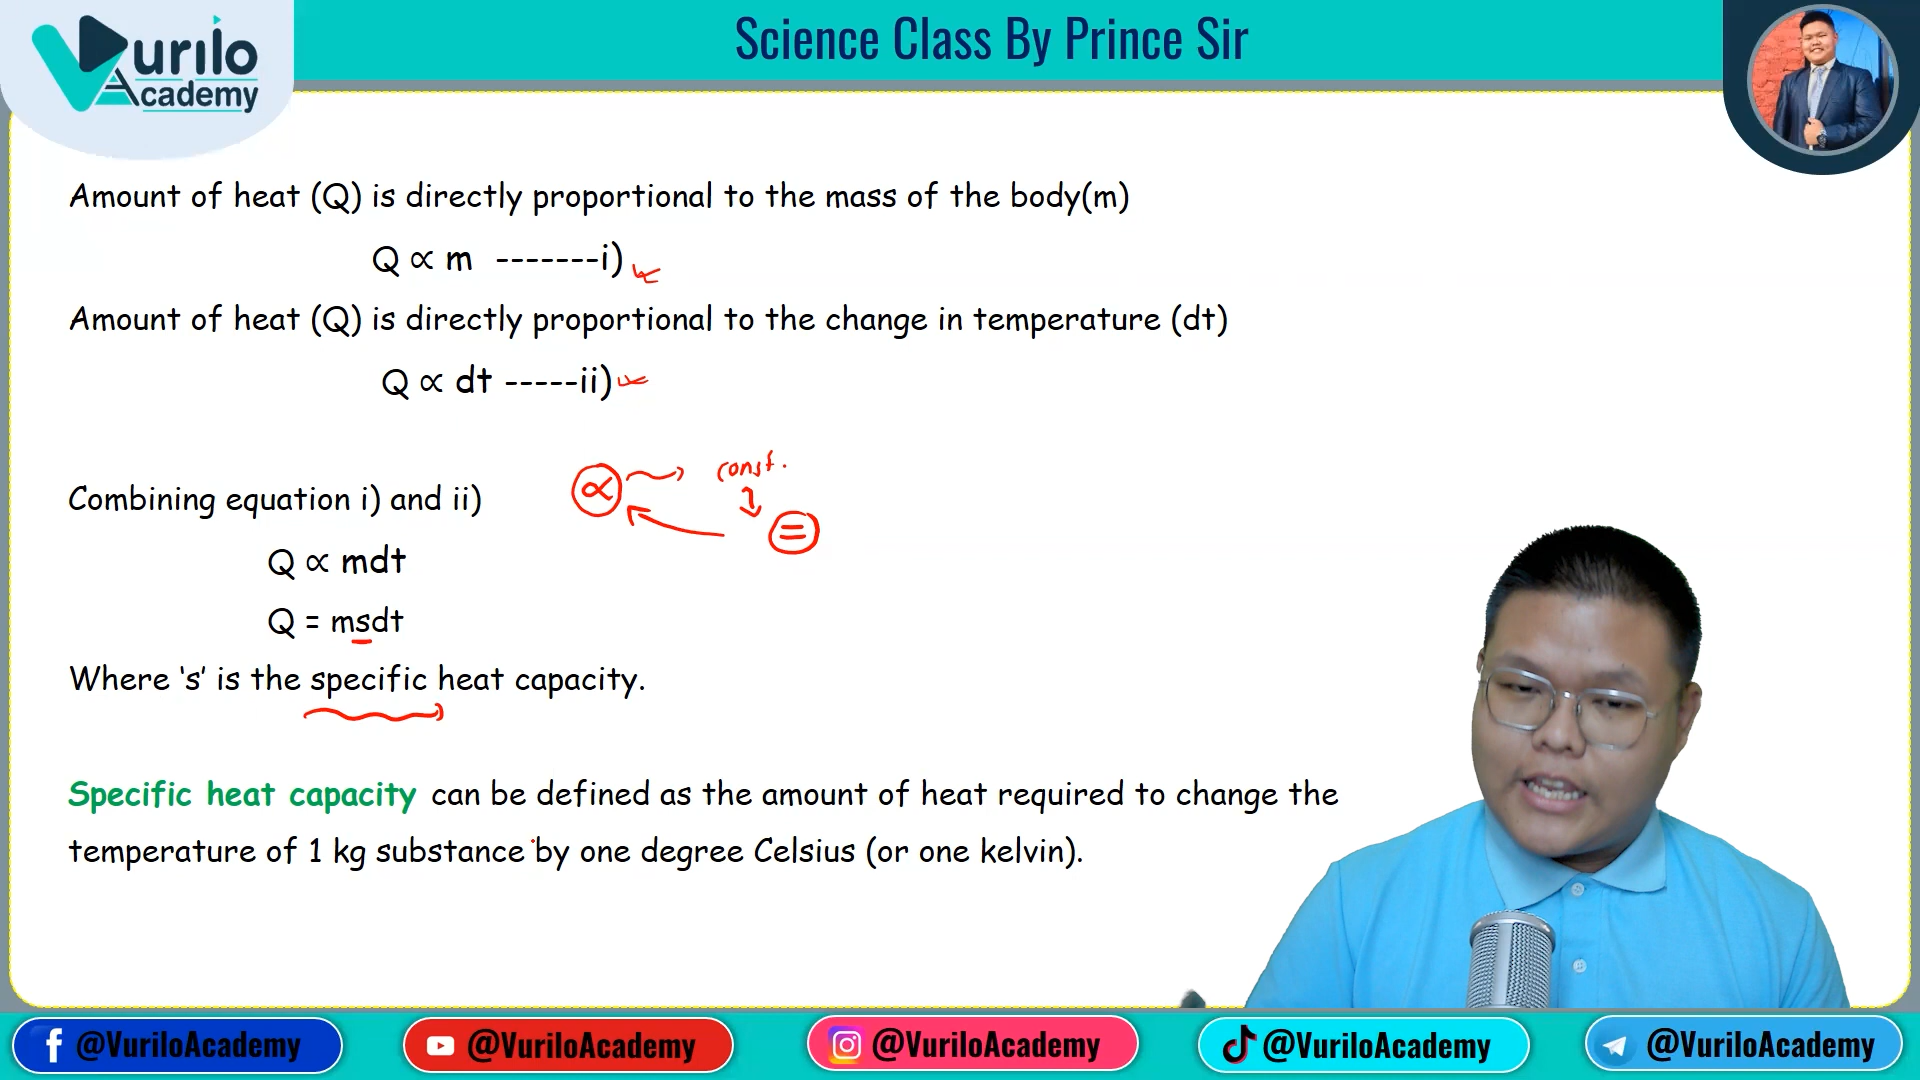 Vurilo
Academy
Science Class By Prince Sir
Amount of heat (Q) is directly proportional to the mass of the body(m)
Q ∝ m -------i)
Amount of heat (Q) is directly proportional to the change in temperature (dt)
Q ∝ dt -----ii)
const.
∝
Combining equation i) and ii)
=
Q ∝ mdt
Q = msdt
Where ‘s’ is the specific heat capacity.
Specific heat capacity can be defined as the amount of heat required to change the
temperature of 1 kg substance by one degree Celsius (or one kelvin).
@VuriloAcademy
@VuriloAcademy
@VuriloAcademy
@VuriloAcademy
@VuriloAcademy